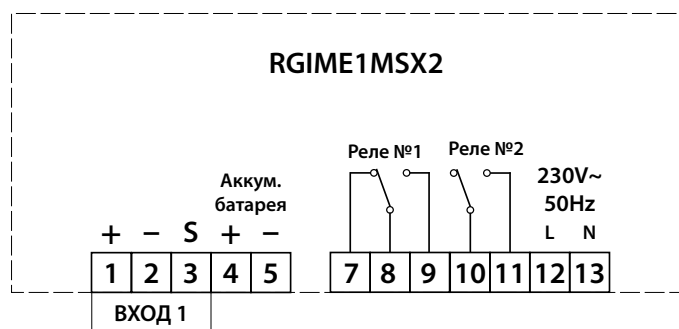 RGIME1MSX2
Реле №1 Реле №2
Аккум. 230V~
батарея 50Hz
+ − S + − L N
1 2 3 4 5 7 8 9 10 11 12 13
ВХОД 1